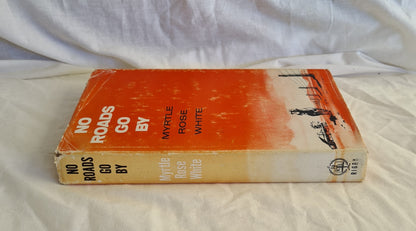 NO
ROADS
GO
BY
MYRTLE
ROSE
WHITE
NO
ROADS
GO
BY
Myrtle
Rose
White
RIGBY